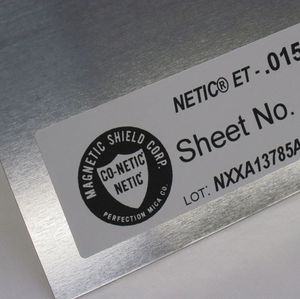 NETIC® ET - .015
Sheet No.
LOT: NXXA13785A
MAGNETIC SHIELD CORP.
CO-NETIC®
NETIC®
PERFECTION MICA CO.